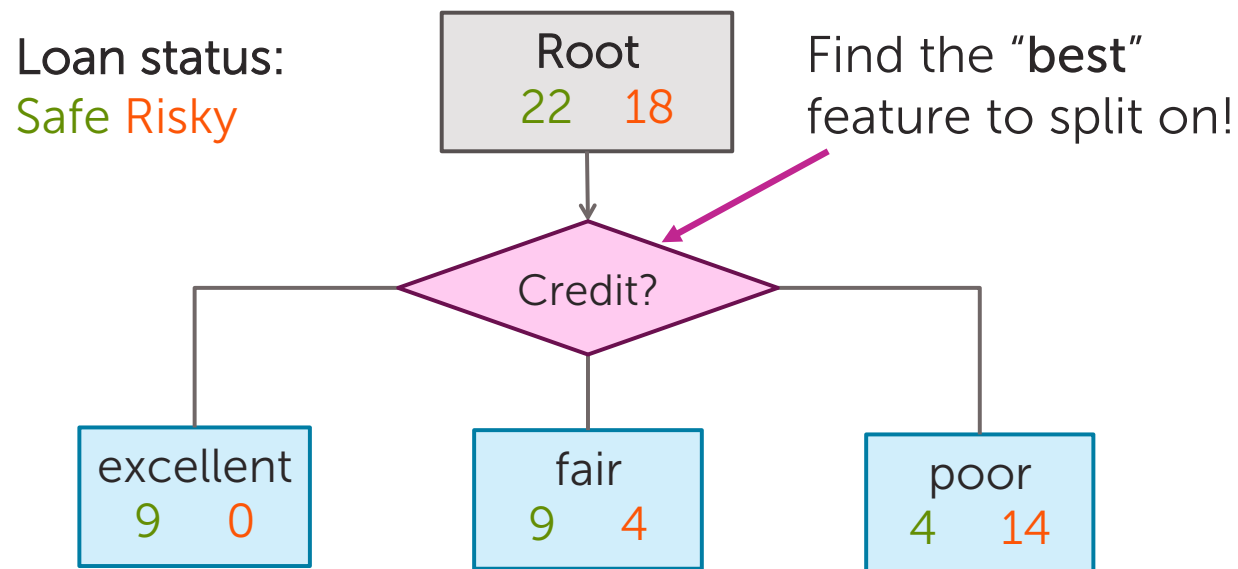 Loan status:
Safe Risky
Root
22 18
Find the “best”
feature to split on!
Credit?
excellent
9 0
fair
9 4
poor
4 14